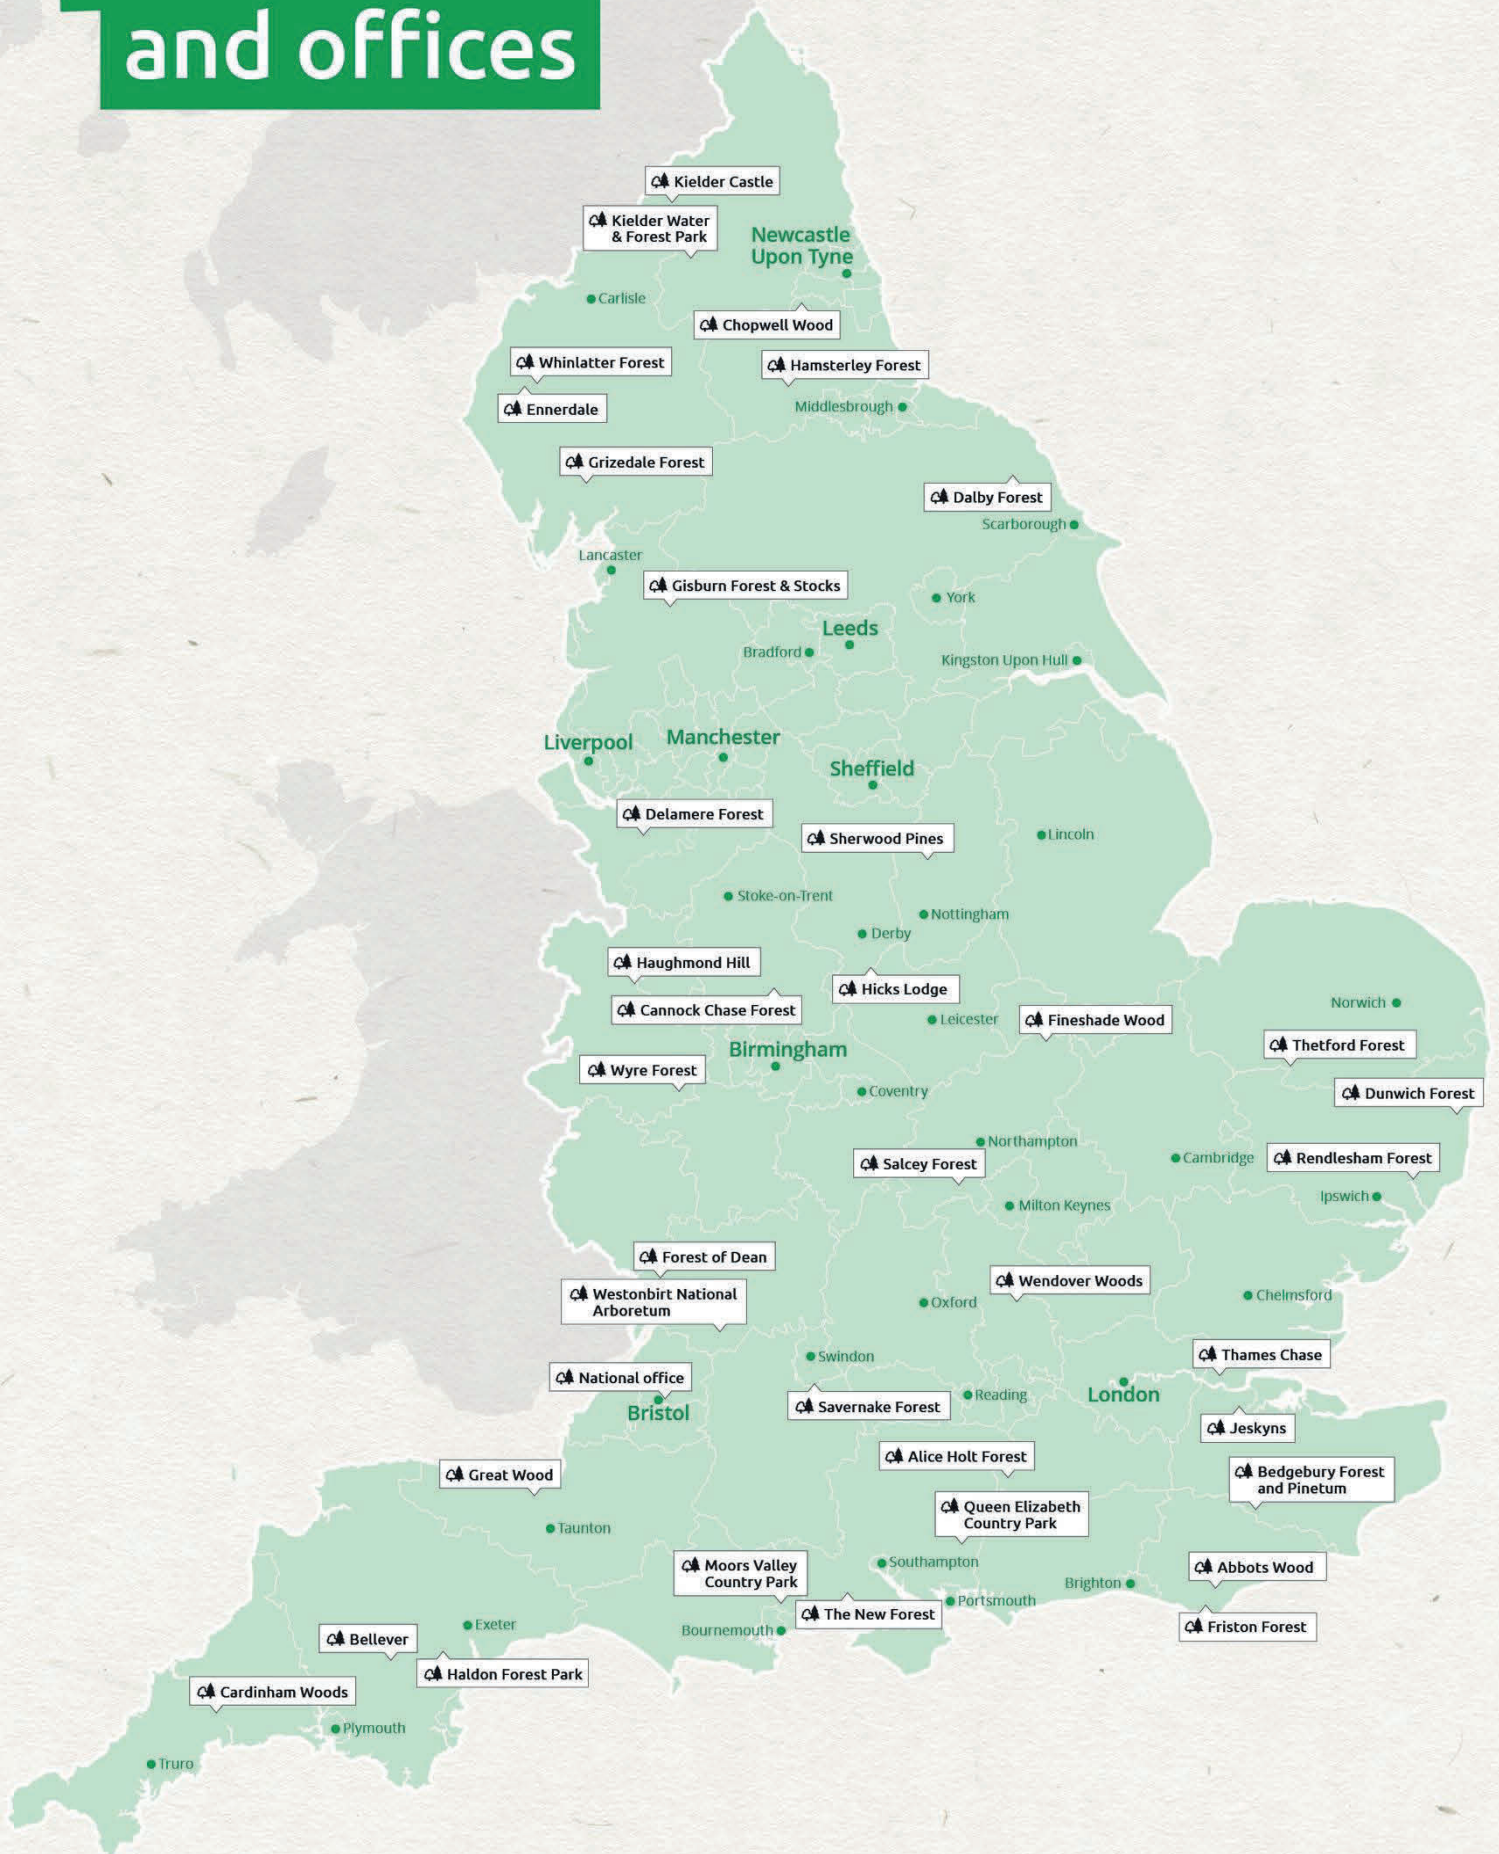 and offices
Kielder Castle
Kielder Water
& Forest Park
Newcastle
Upon Tyne
Carlisle
Chopwell Wood
Whinlatter Forest
Hamsterley Forest
Ennerdale
Middlesbrough
Grizedale Forest
Dalby Forest
Scarborough
Lancaster
Gisburn Forest & Stocks
York
Leeds
Bradford
Kingston Upon Hull
Liverpool
Manchester
Sheffield
Delamere Forest
Sherwood Pines
Lincoln
Stoke-on-Trent
Nottingham
Derby
Haughmond Hill
Hicks Lodge
Cannock Chase Forest
Leicester
Fineshade Wood
Norwich
Thetford Forest
Birmingham
Wyre Forest
Coventry
Dunwich Forest
Northampton
Salcey Forest
Cambridge
Rendlesham Forest
Ipswich
Milton Keynes
Forest of Dean
Westonbirt National
Arboretum
Wendover Woods
Oxford
Chelmsford
Swindon
Thames Chase
National office
Bristol
Savernake Forest
Reading
London
Jeskyns
Alice Holt Forest
Great Wood
Bedgebury Forest
and Pinetum
Queen Elizabeth
Country Park
Taunton
Southampton
Moors Valley
Country Park
Abbots Wood
Brighton
Portsmouth
The New Forest
Bournemouth
Friston Forest
Exeter
Bellever
Haldon Forest Park
Cardinham Woods
Plymouth
Truro